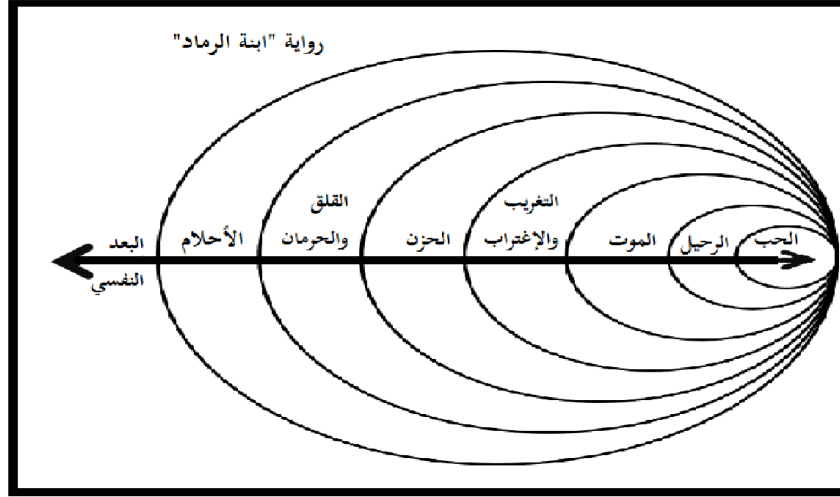 رواية "ابنة الرماد"
الحب
الرحيل
الموت
التغريب
والإغتراب
الحزن
القلق
والحرمان
الأحلام
البعد
النفسي